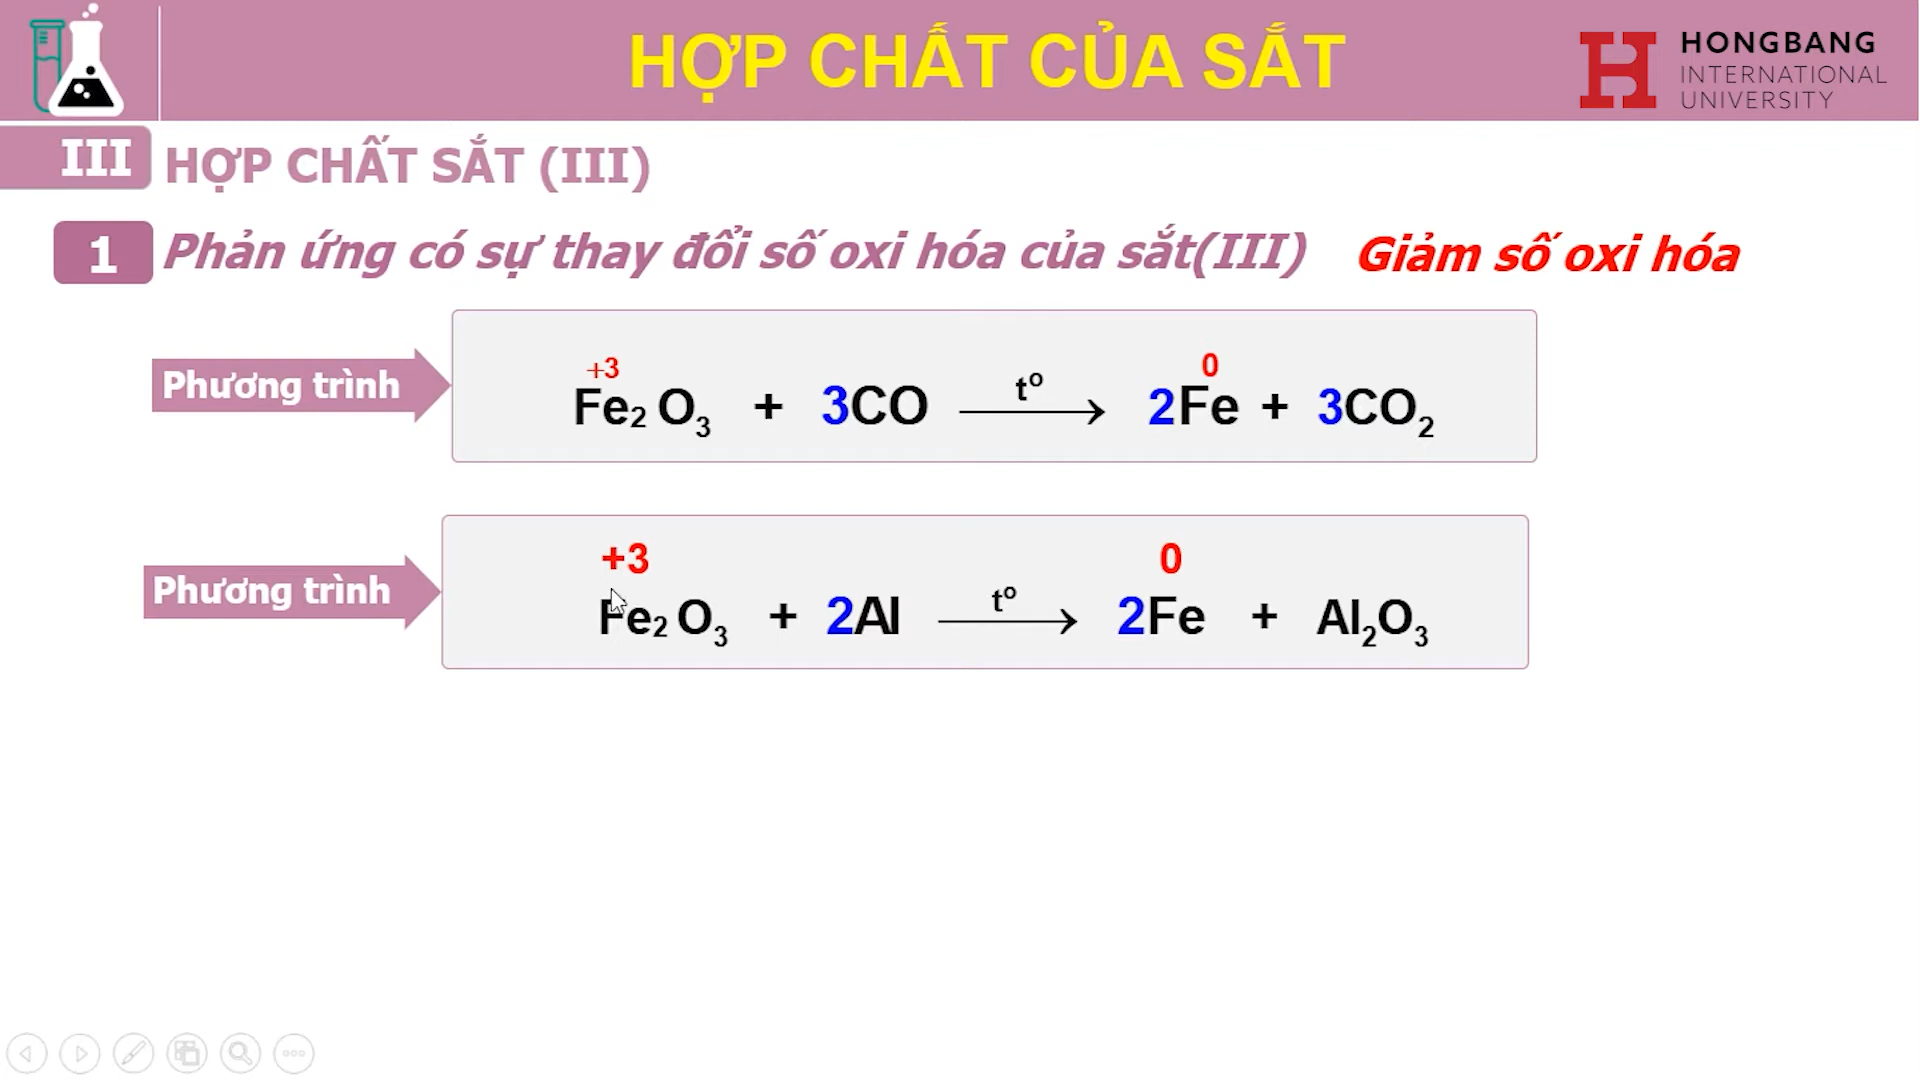 HỢP CHẤT CỦA SẮT
HONGBANG
INTERNATIONAL
UNIVERSITY
III HỢP CHẤT SẮT (III)
1 Phản ứng có sự thay đổi số oxi hóa của sắt(III) Giảm số oxi hóa
+3 0
Phương trình Fe₂O₃ + 3CO →(tº) 2Fe + 3CO₂
+3 0
Phương trình Fe₂O₃ + 2Al →(tº) 2Fe + Al₂O₃